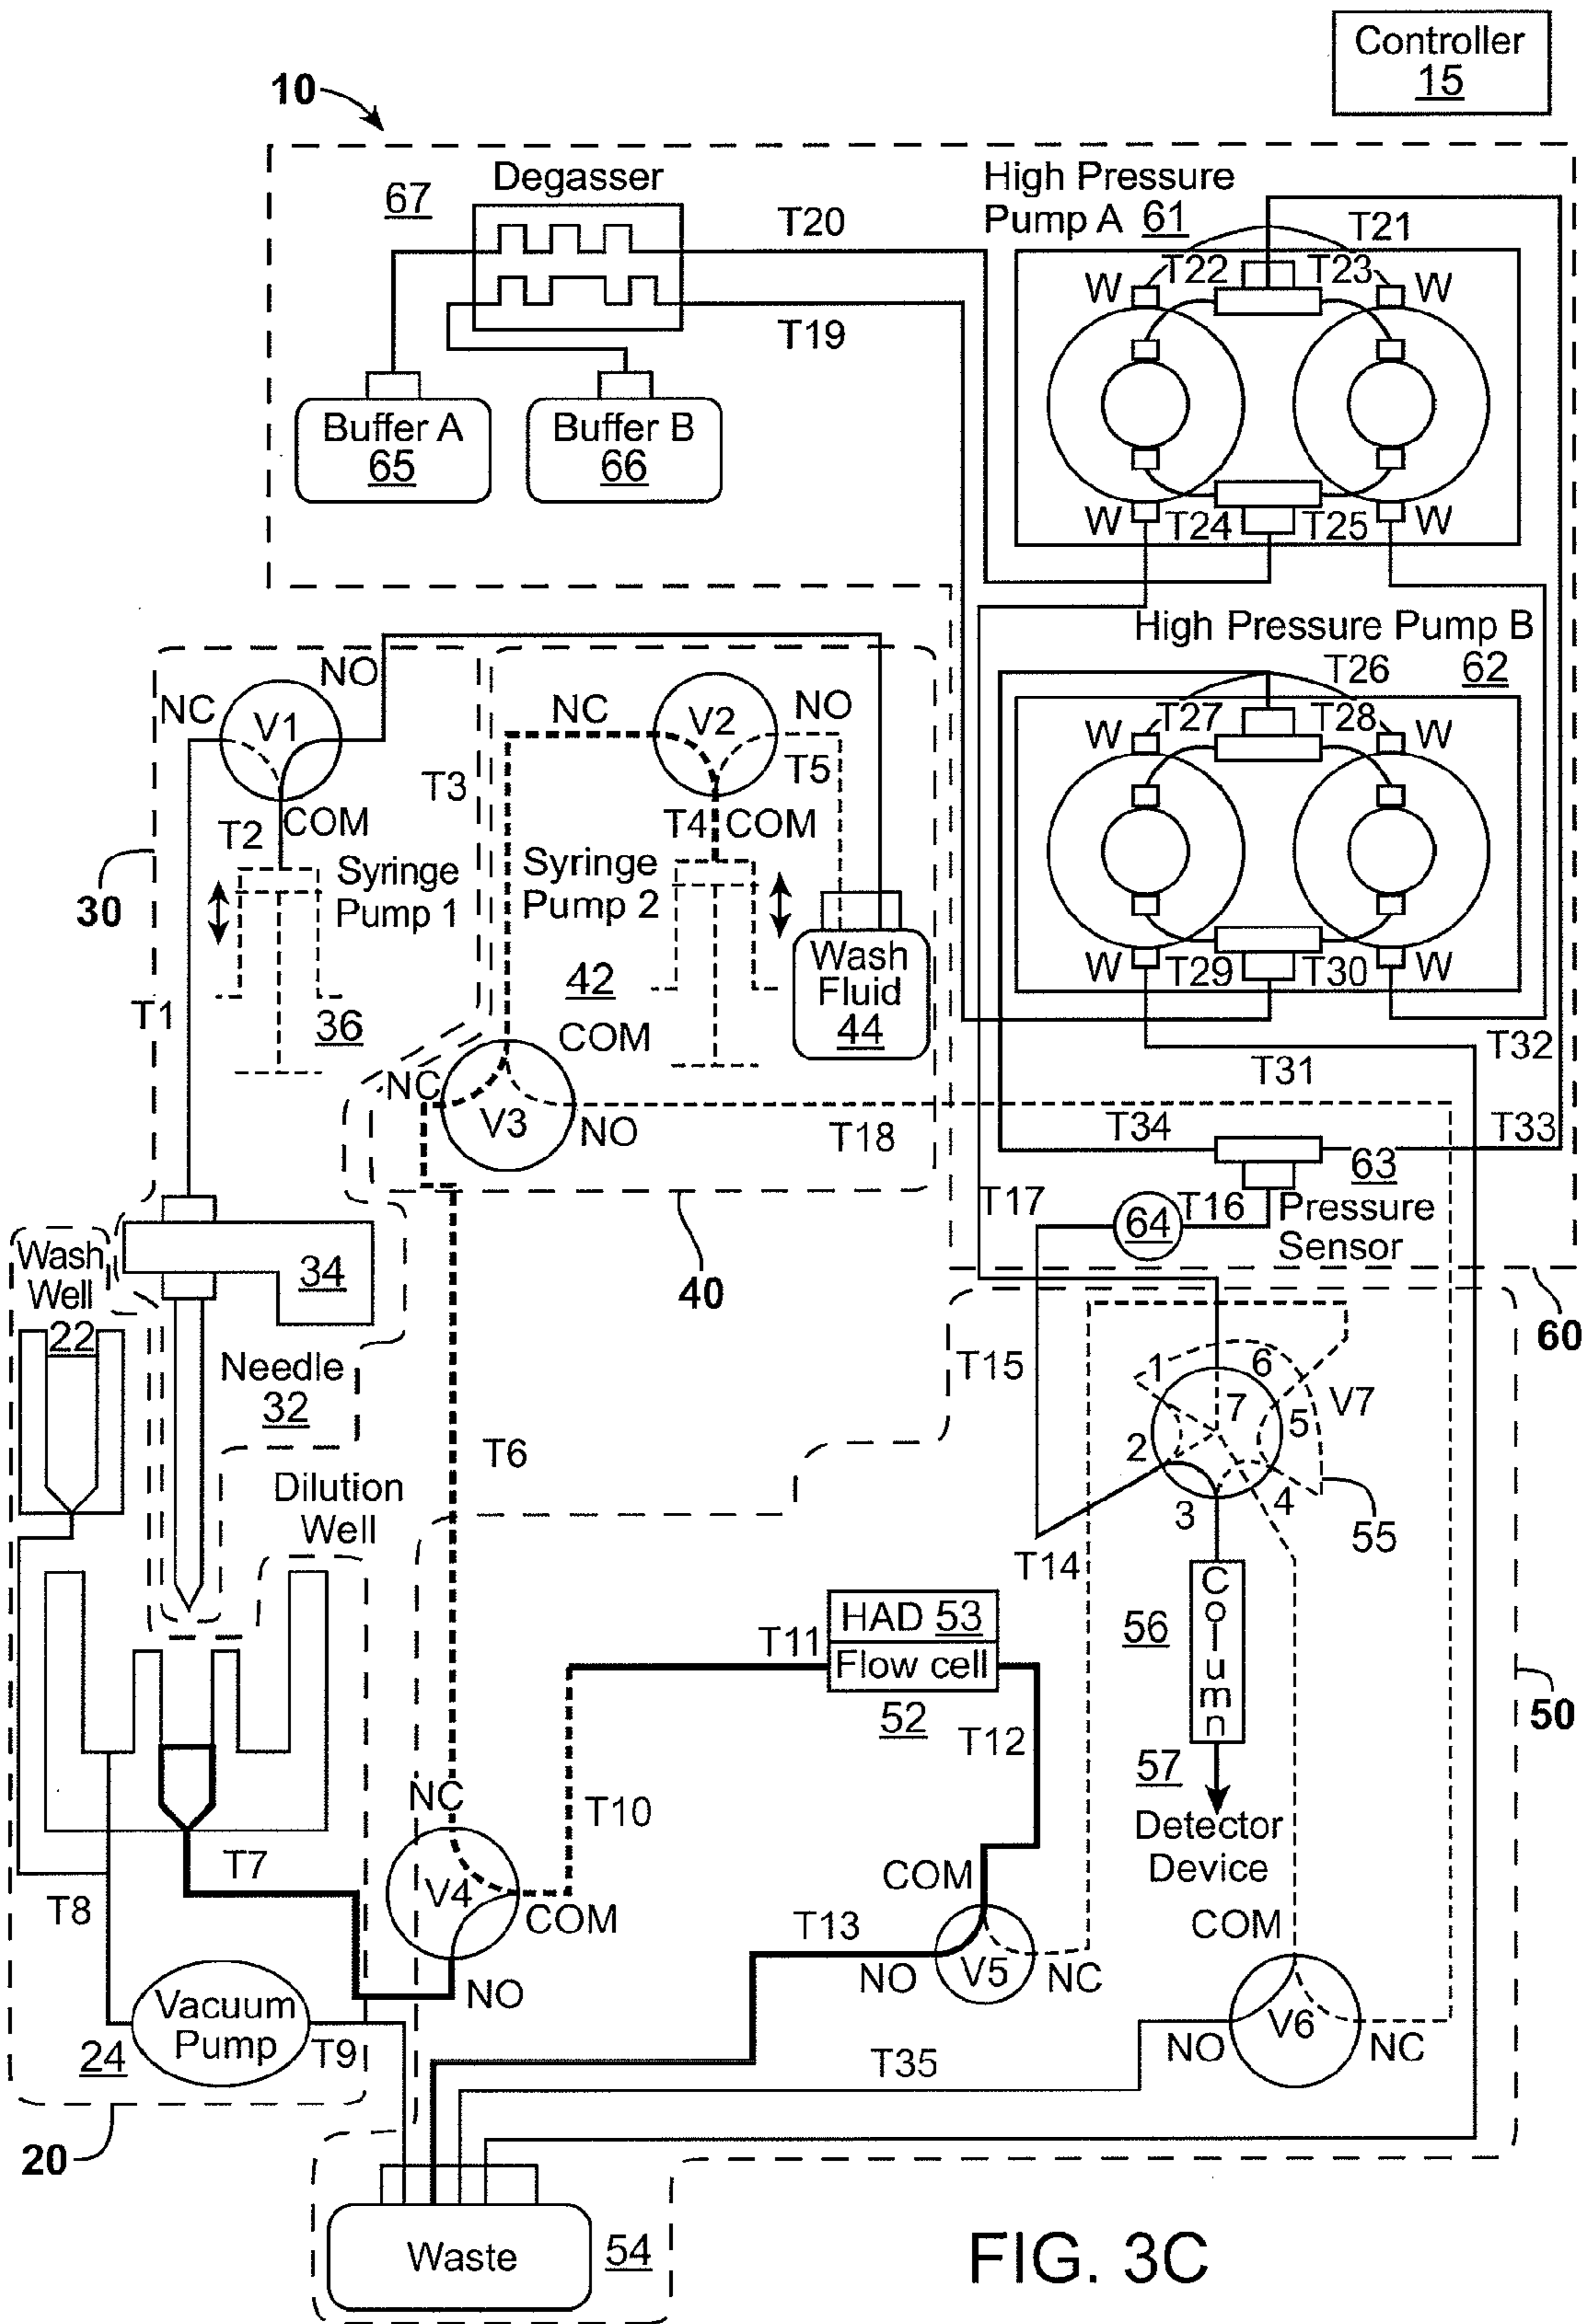 Controller
15
10
Degasser
67
T20
T19
High Pressure
Pump A 61
T21
W
T22
T23
W
W
T24
T25
W
Buffer A
65
Buffer B
66
High Pressure Pump B
62
T26
W
T27
T28
W
W
T29
T30
W
T32
T31
NO
NC
V1
COM
T2
T3
NC
V2
NO
T5
T4
COM
Syringe
Pump 1
Syringe
Pump 2
30
36
42
COM
Wash
Fluid
44
T1
NC
V3
NO
T18
T34
T33
63
Pressure
Sensor
T17
64
T16
40
60
Wash
Well
22
34
Needle
32
T6
T15
1
6
7
5
V7
2
3
4
55
T14
Dilution
Well
HAD 53
Flow cell
52
T11
T12
56
Column
57
Detector
Device
50
NC
T10
V4
COM
NO
T7
T8
COM
T13
NO
V5
NC
COM
NO
V6
NC
Vacuum
Pump
24
T9
T35
20
Waste
54
FIG. 3C